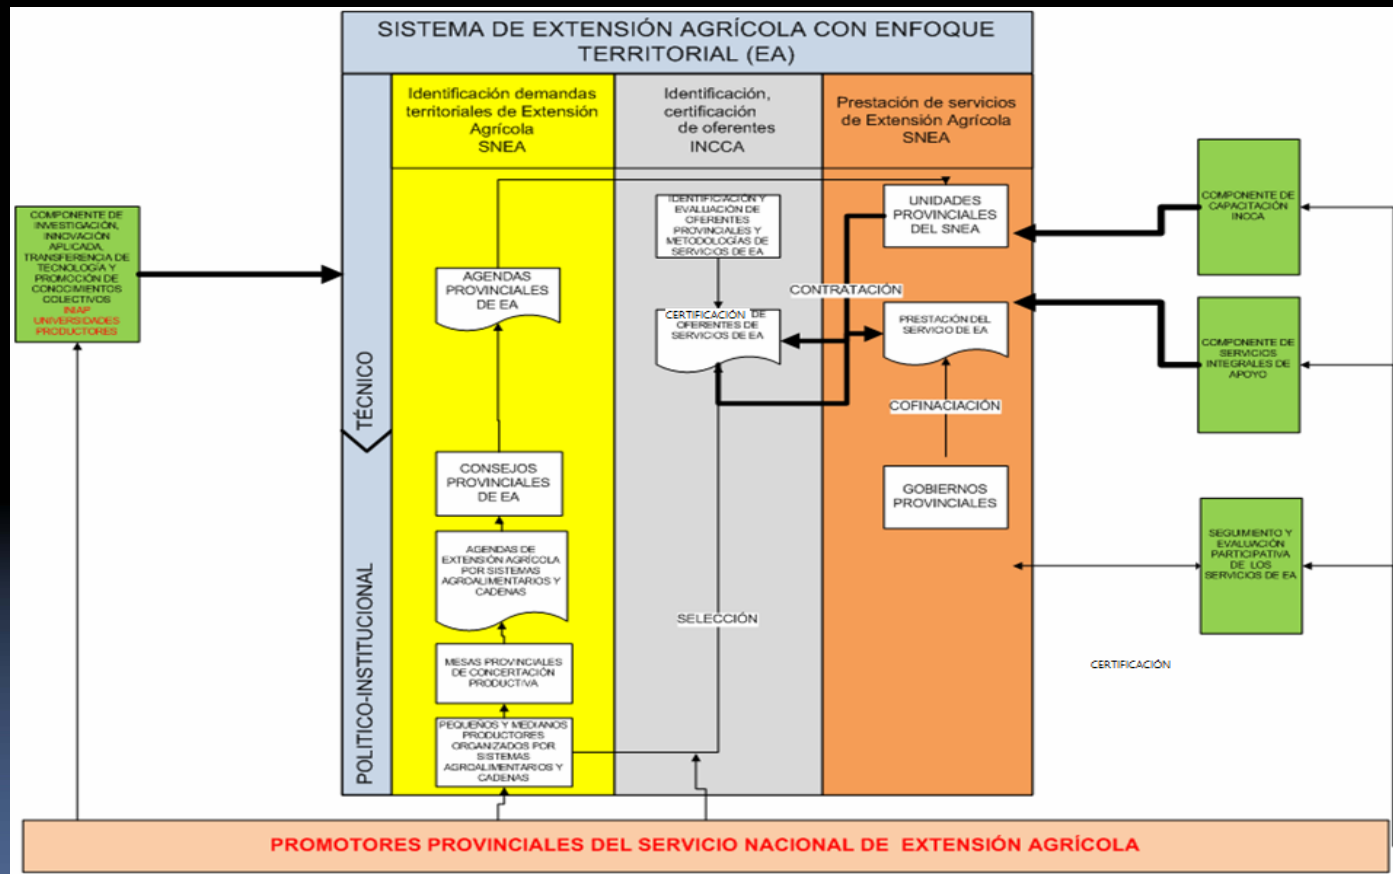 SISTEMA DE EXTENSIÓN AGRÍCOLA CON ENFOQUE
TERRITORIAL (EA)
Identificación demandas
territoriales de Extensión
Agrícola
SNEA
Identificación,
certificación
de oferentes
INCCA
Prestación de servicios
de Extensión Agrícola
SNEA
TÉCNICO
POLITICO-INSTITUCIONAL
COMPONENTE DE
INVESTIGACIÓN,
INNOVACIÓN
APLICADA,
TRANSFERENCIA DE
TECNOLOGÍA Y
PROMOCIÓN DE
CONOCIMIENTOS
COLECTIVOS
INIAP
UNIVERSIDADES
PRODUCTORES
AGENDAS
PROVINCIALES
DE EA
CONSEJOS
PROVINCIALES
DE EA
AGENDAS DE
EXTENSIÓN AGRÍCOLA
POR SISTEMAS
AGROALIMENTARIOS Y
CADENAS
MESAS PROVINCIALES
DE CONCERTACIÓN
PRODUCTIVA
PEQUEÑOS Y MEDIANOS
PRODUCTORES
ORGANIZADOS POR
SISTEMAS
AGROALIMENTARIOS Y
CADENAS
IDENTIFICIACIÓN Y
EVALUACIÓN DE
OFERENTES
PROVINCIALES Y
METODOLOGÍAS DE
SERVICIOS DE EA
CERTIFICACIÓN DE
OFERENTES DE
SERVICIOS DE EA
SELECCIÓN
CONTRATACIÓN
UNIDADES
PROVINCIALES
DEL SNEA
PRESTACIÓN DEL
SERVICIO DE EA
COFINACIACIÓN
GOBIERNOS
PROVINCIALES
COMPONENTE DE
CAPACITACIÓN
INCCA
COMPONENTE DE
SERVICIOS
INTEGRALES DE
APOYO
SEGUIMIENTO Y
EVALUACIÓN
PARTICIPATIVA
DE LOS
SERVICIOS DE EA
CERTIFICACIÓN
PROMOTORES PROVINCIALES DEL SERVICIO NACIONAL DE EXTENSIÓN AGRÍCOLA